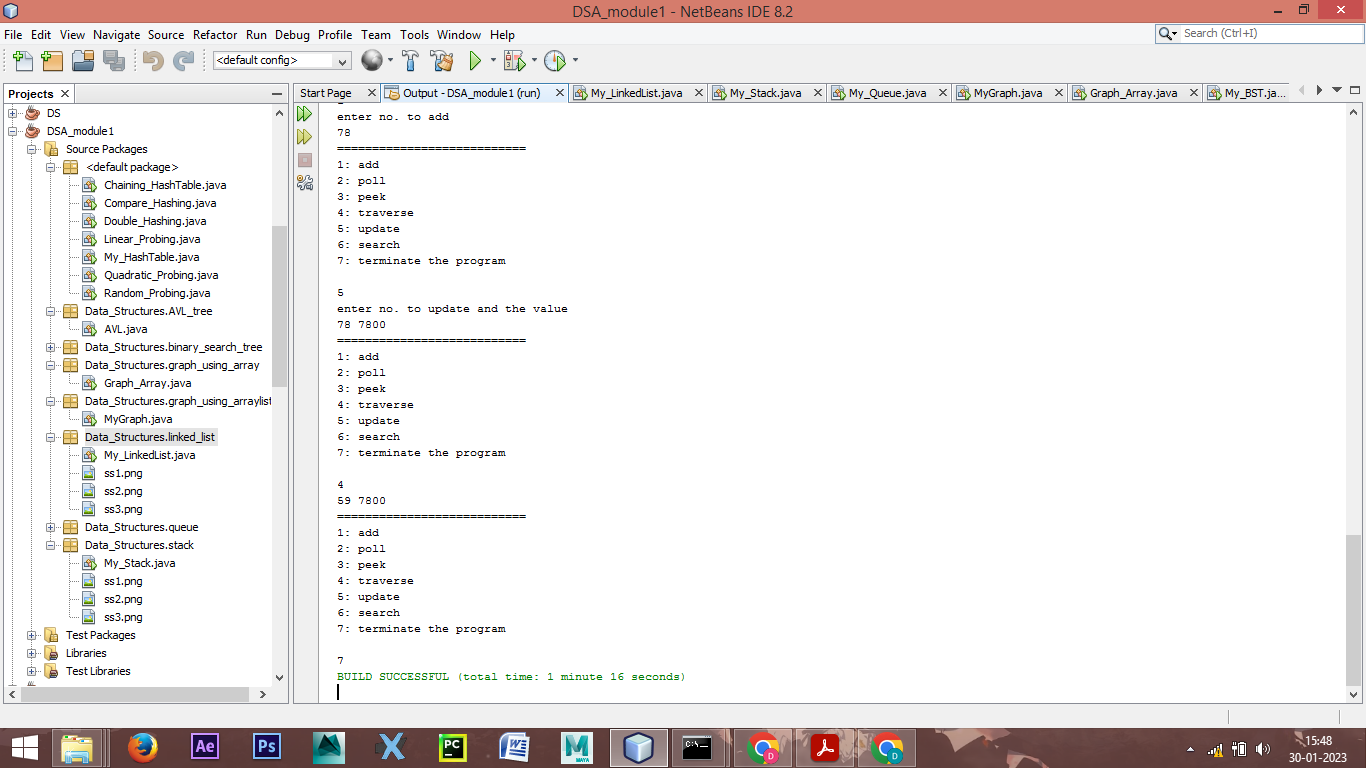 DSA_module1 - NetBeans IDE 8.2
File Edit View Navigate Source Refactor Run Debug Profile Team Tools Window Help
Search (Ctrl+I)
<default config>
Projects
DS
DSA_module1
Source Packages
<default package>
Chaining_HashTable.java
Compare_Hashing.java
Double_Hashing.java
Linear_Probing.java
My_HashTable.java
Quadratic_Probing.java
Random_Probing.java
Data_Structures.AVL_tree
AVL.java
Data_Structures.binary_search_tree
Data_Structures.graph_using_array
Graph_Array.java
Data_Structures.graph_using_arraylist
MyGraph.java
Data_Structures.linked_list
My_LinkedList.java
ss1.png
ss2.png
ss3.png
Data_Structures.queue
Data_Structures.stack
My_Stack.java
ss1.png
ss2.png
ss3.png
Test Packages
Libraries
Test Libraries
Start Page Output - DSA_module1 (run) My_LinkedList.java My_Stack.java My_Queue.java MyGraph.java Graph_Array.java My_BST.ja...
enter no. to add
78
===========================
1: add
2: poll
3: peek
4: traverse
5: update
6: search
7: terminate the program
5
enter no. to update and the value
78 7800
===========================
1: add
2: poll
3: peek
4: traverse
5: update
6: search
7: terminate the program
4
59 7800
===========================
1: add
2: poll
3: peek
4: traverse
5: update
6: search
7: terminate the program
7
BUILD SUCCESSFUL (total time: 1 minute 16 seconds)
Ae
Ps
PC
W
M
MAYA
C:\
D
D
15:48
30-01-2023